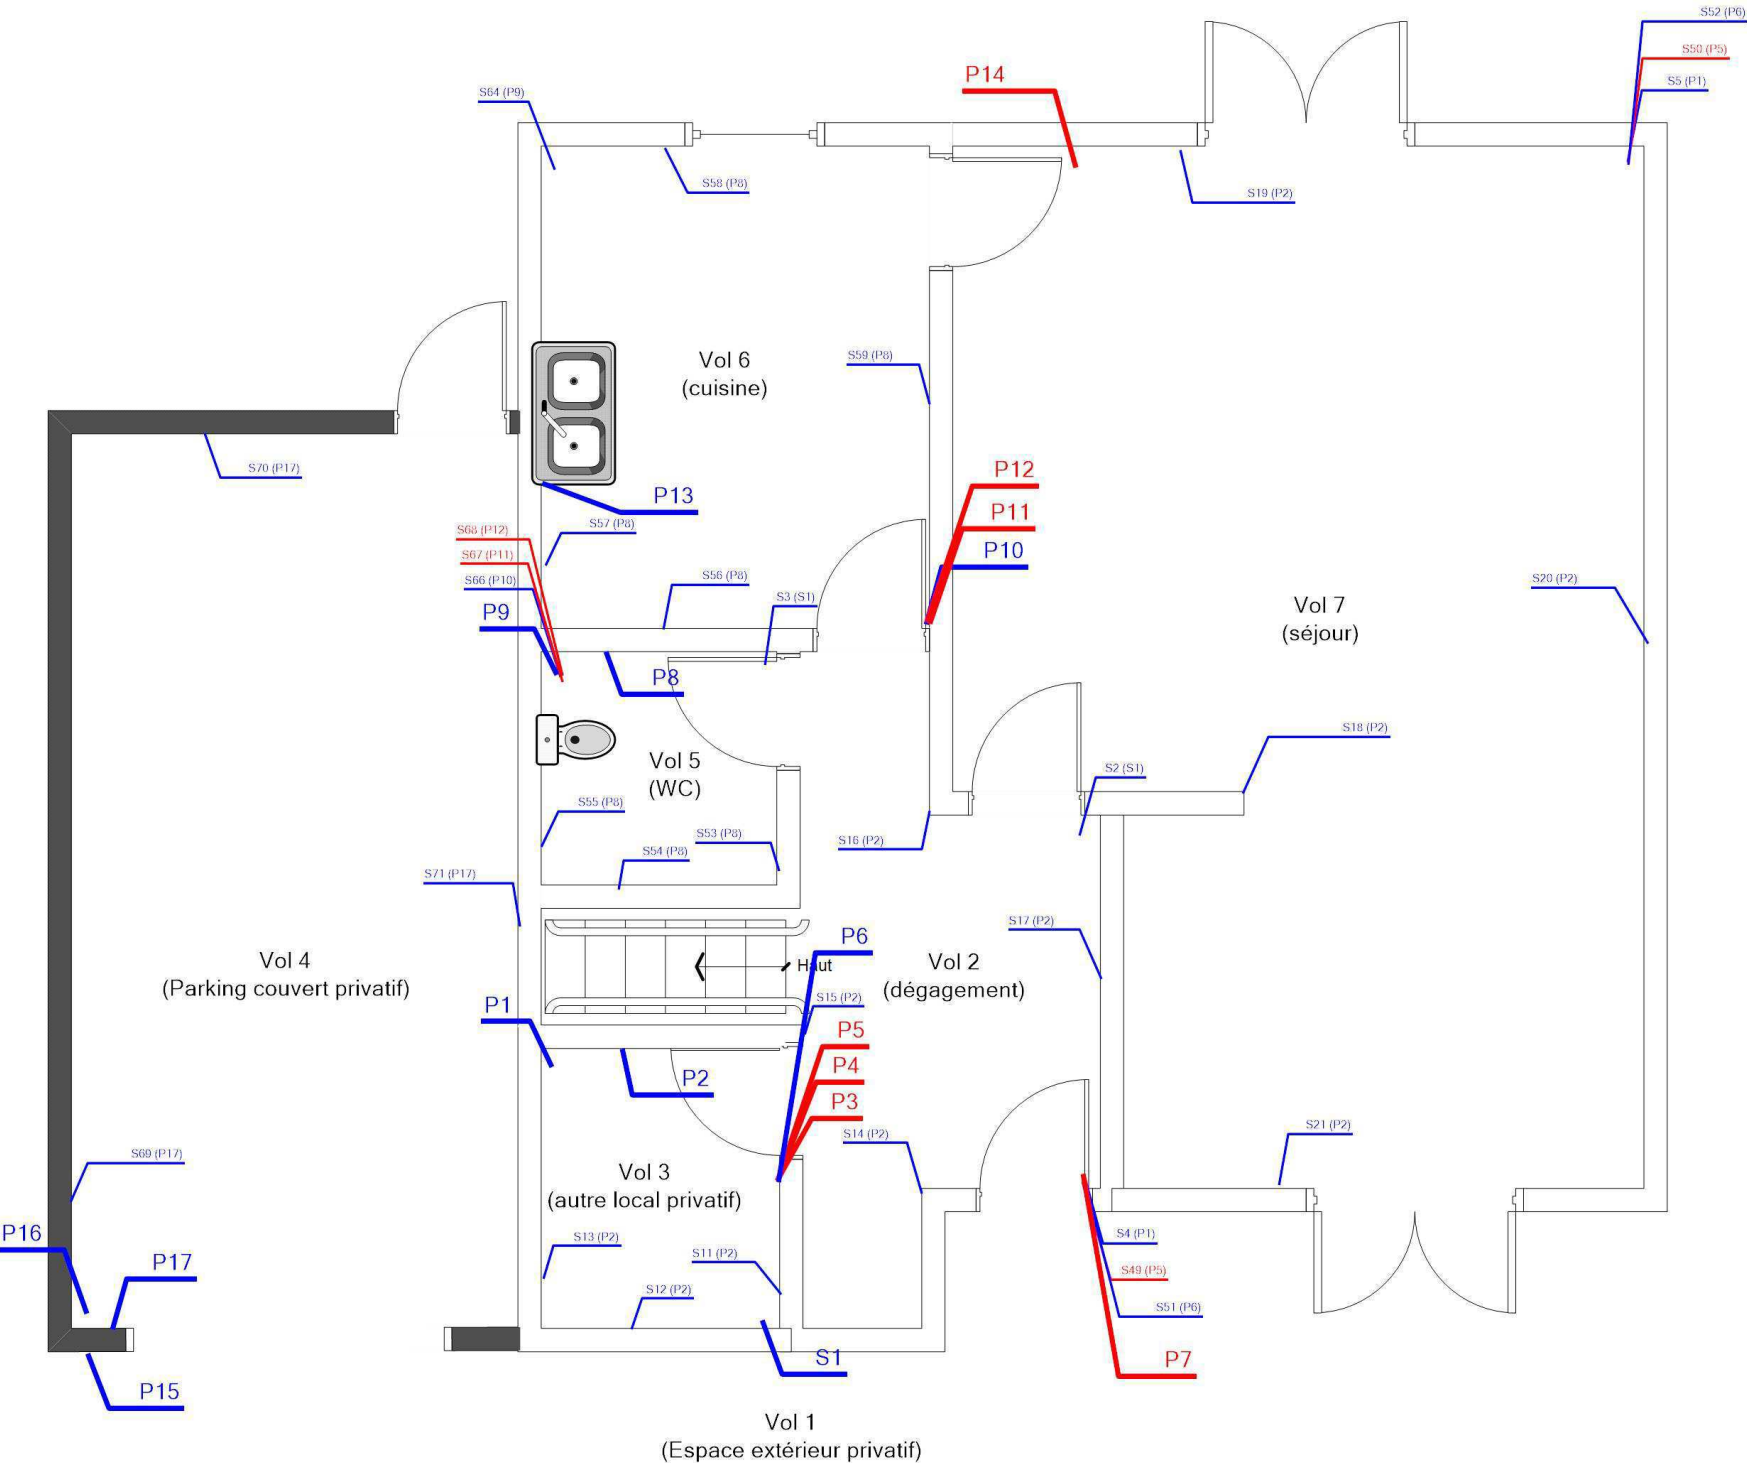 S52 (P6)
S50 (P5)
S5 (P1)
P14
S64 (P9)
S58 (P8)
S19 (P2)
Vol 6
(cuisine)
S59 (P8)
S70 (P17)
P12
P13
P11
S57 (P8)
S68 (P12)
S67 (P11)
P10
S66 (P10)
S56 (P8)
S20 (P2)
S3 (S1)
P9
Vol 7
(séjour)
P8
S18 (P2)
Vol 5
(WC)
S2 (S1)
S55 (P8)
S53 (P8)
S16 (P2)
S54 (P8)
S71 (P17)
S17 (P2)
P6
Vol 4
(Parking couvert privatif)
Haut
Vol 2
(dégagement)
S15 (P2)
P1
P5
P4
P2
P3
S21 (P2)
S14 (P2)
S69 (P17)
Vol 3
(autre local privatif)
P16
S13 (P2)
S4 (P1)
S11 (P2)
P17
S49 (P5)
S12 (P2)
S51 (P6)
S1
P7
P15
Vol 1
(Espace extérieur privatif)